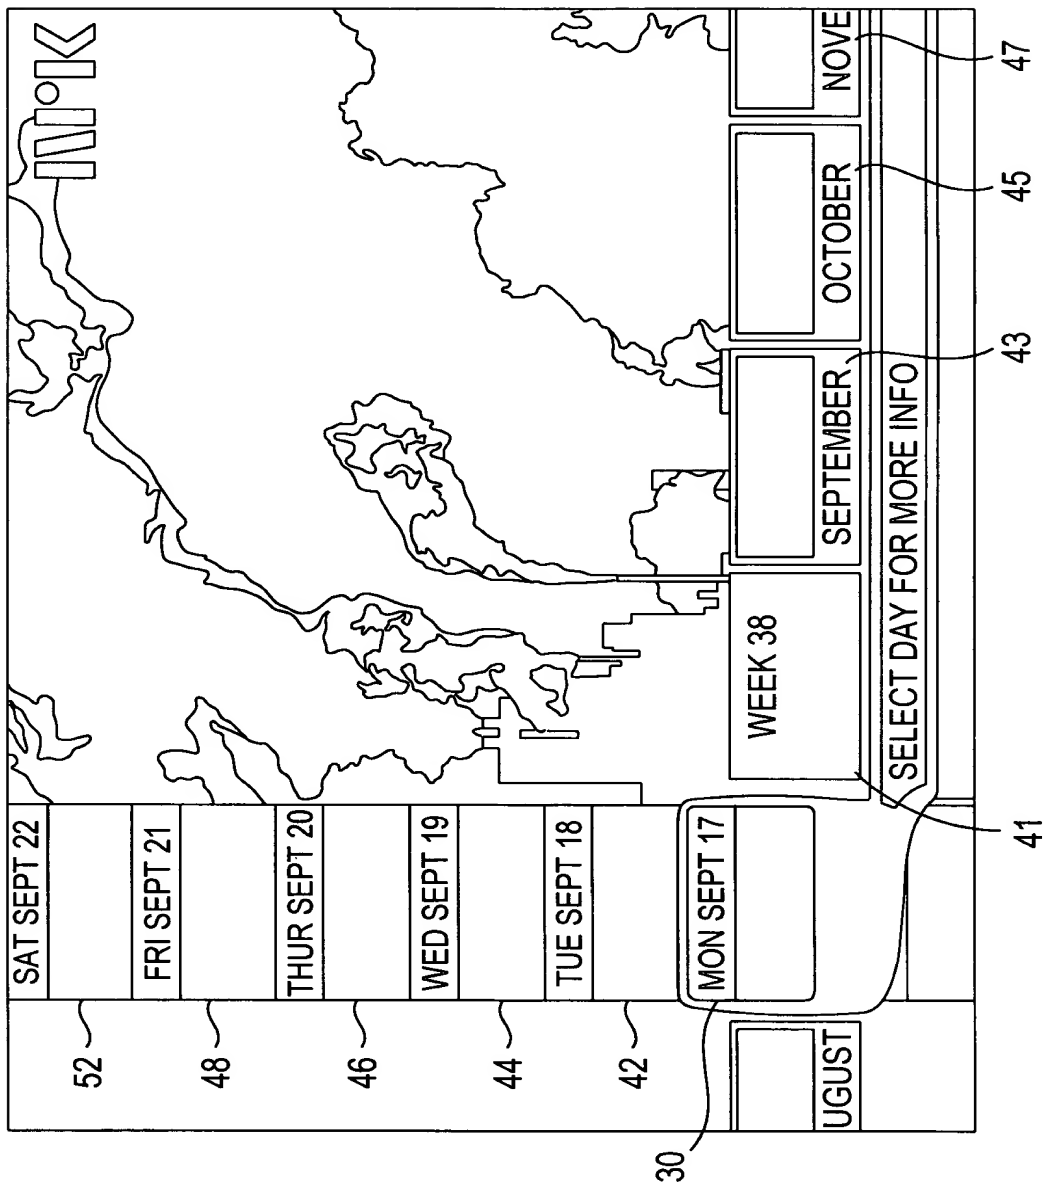 SAT SEPT 22
52
FRI SEPT 21
48
THUR SEPT 20
46
WED SEPT 19
44
TUE SEPT 18
42
30
MON SEPT 17
WEEK 38
UGUST SEPTEMBER OCTOBER NOVE
SELECT DAY FOR MORE INFO
41 43 45 47